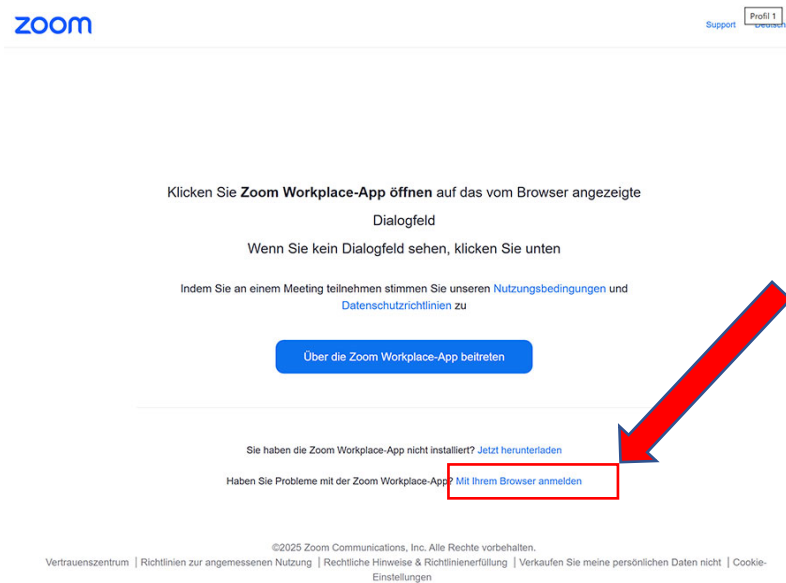 zoom
Support Deutsch
Profil 1
Klicken Sie Zoom Workplace-App öffnen auf das vom Browser angezeigte
Dialogfeld
Wenn Sie kein Dialogfeld sehen, klicken Sie unten
Indem Sie an einem Meeting teilnehmen stimmen Sie unseren Nutzungsbedingungen und
Datenschutzrichtlinien zu
Über die Zoom Workplace-App beitreten
Sie haben die Zoom Workplace-App nicht installiert? Jetzt herunterladen
Haben Sie Probleme mit der Zoom Workplace-App? Mit Ihrem Browser anmelden
©2025 Zoom Communications, Inc. Alle Rechte vorbehalten.
Vertrauenszentrum | Richtlinien zur angemessenen Nutzung | Rechtliche Hinweise & Richtlinienerfüllung | Verkaufen Sie meine persönlichen Daten nicht | Cookie-
Einstellungen